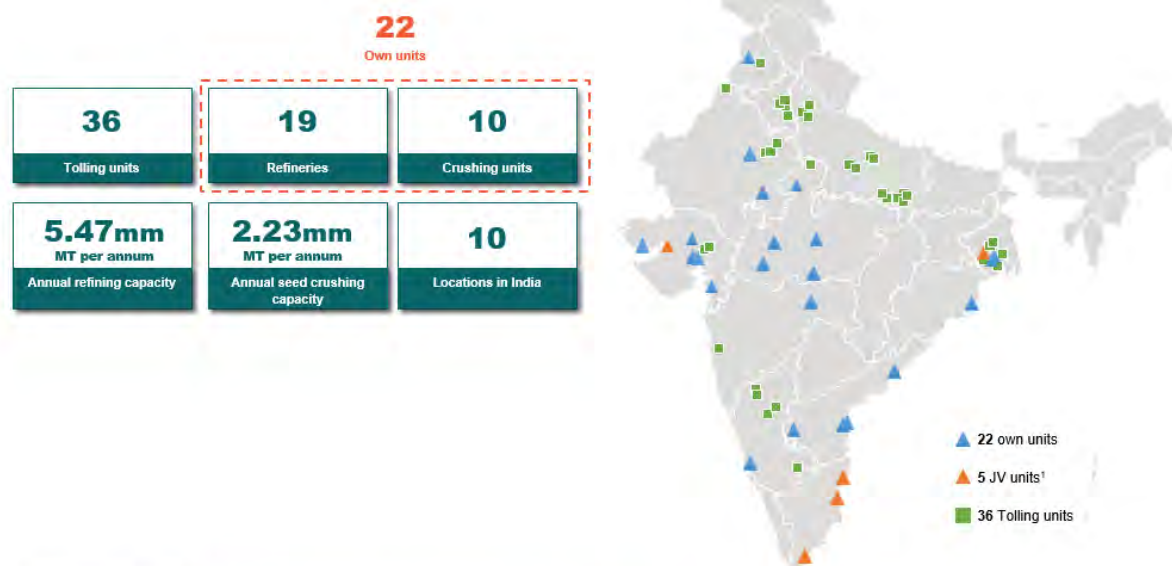 22
Own units
36
Tolling units
19
Refineries
10
Crushing units
5.47mm
MT per annum
Annual refining capacity
2.23mm
MT per annum
Annual seed crushing
capacity
10
Locations in India
22 own units
5 JV units¹
36 Tolling units